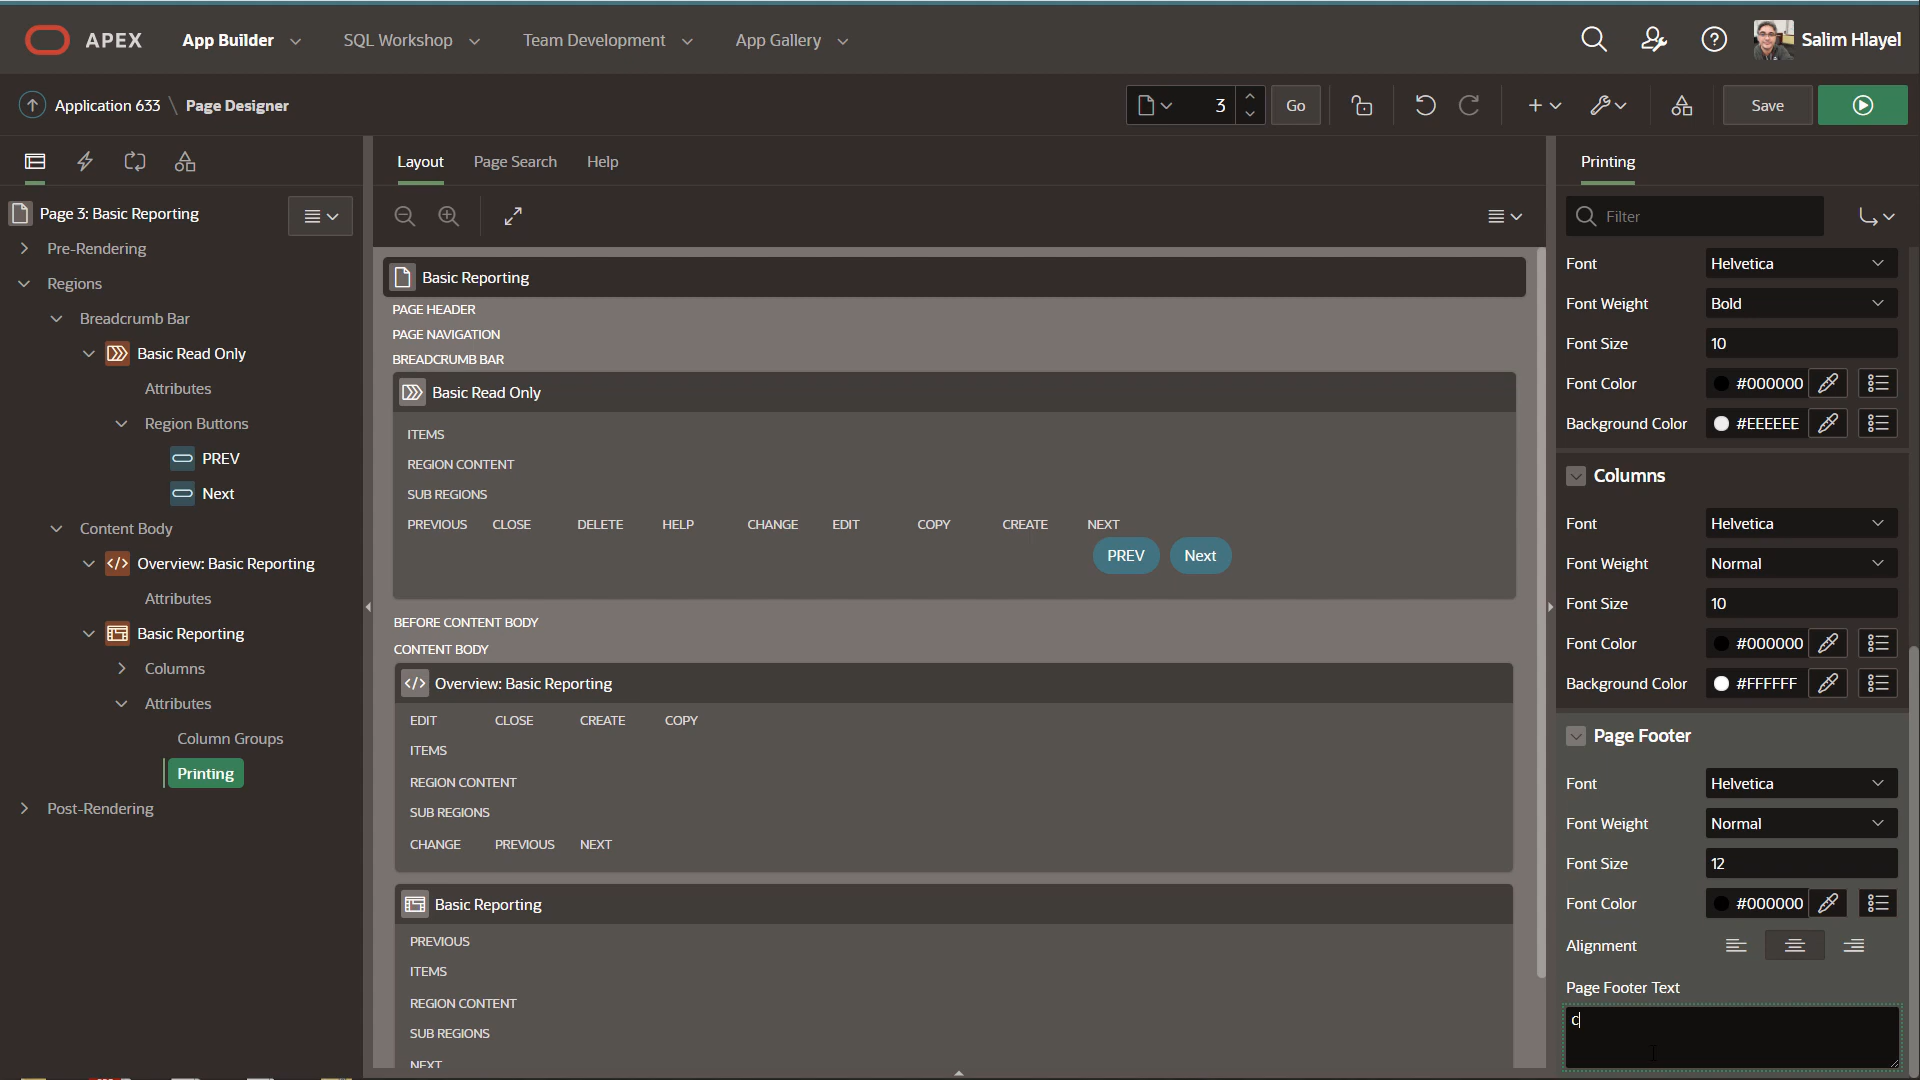 APEX
App Builder
SQL Workshop
Team Development
App Gallery
Salim Hlayel
Application 633 \ Page Designer
3
Go
Save
Page 3: Basic Reporting
Pre-Rendering
Regions
Breadcrumb Bar
Basic Read Only
Attributes
Region Buttons
PREV
Next
Content Body
Overview: Basic Reporting
Attributes
Basic Reporting
Columns
Attributes
Column Groups
Printing
Post-Rendering
Layout
Page Search
Help
Basic Reporting
PAGE HEADER
PAGE NAVIGATION
BREADCRUMB BAR
Basic Read Only
ITEMS
REGION CONTENT
SUB REGIONS
PREVIOUS CLOSE DELETE HELP CHANGE EDIT COPY CREATE NEXT
PREV Next
BEFORE CONTENT BODY
CONTENT BODY
Overview: Basic Reporting
EDIT CLOSE CREATE COPY
ITEMS
REGION CONTENT
SUB REGIONS
CHANGE PREVIOUS NEXT
Basic Reporting
PREVIOUS
ITEMS
REGION CONTENT
SUB REGIONS
NEXT
Printing
Filter
Font Helvetica
Font Weight Bold
Font Size 10
Font Color #000000
Background Color #EEEEEE
Columns
Font Helvetica
Font Weight Normal
Font Size 10
Font Color #000000
Background Color #FFFFFF
Page Footer
Font Helvetica
Font Weight Normal
Font Size 12
Font Color #000000
Alignment
Page Footer Text
c